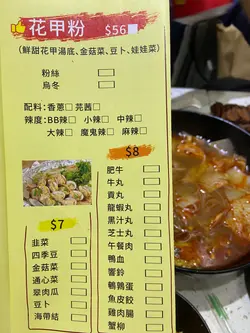 花甲粉 $56
(鮮甜花甲湯底、金菇菜、豆卜、娃娃菜)
粉絲
烏冬
配料:香蔥 芫茜
辣度:BB辣 小辣 中辣
大辣 魔鬼辣 麻辣
$8
肥牛
牛丸
貢丸
龍蝦丸
黑汁丸
芝士丸
午餐肉
鴨血
響鈴
鵪鶉蛋
魚皮餃
雞肉腸
蟹柳
$7
韭菜
四季豆
金菇菜
通心菜
翠肉瓜
豆卜
海帶結